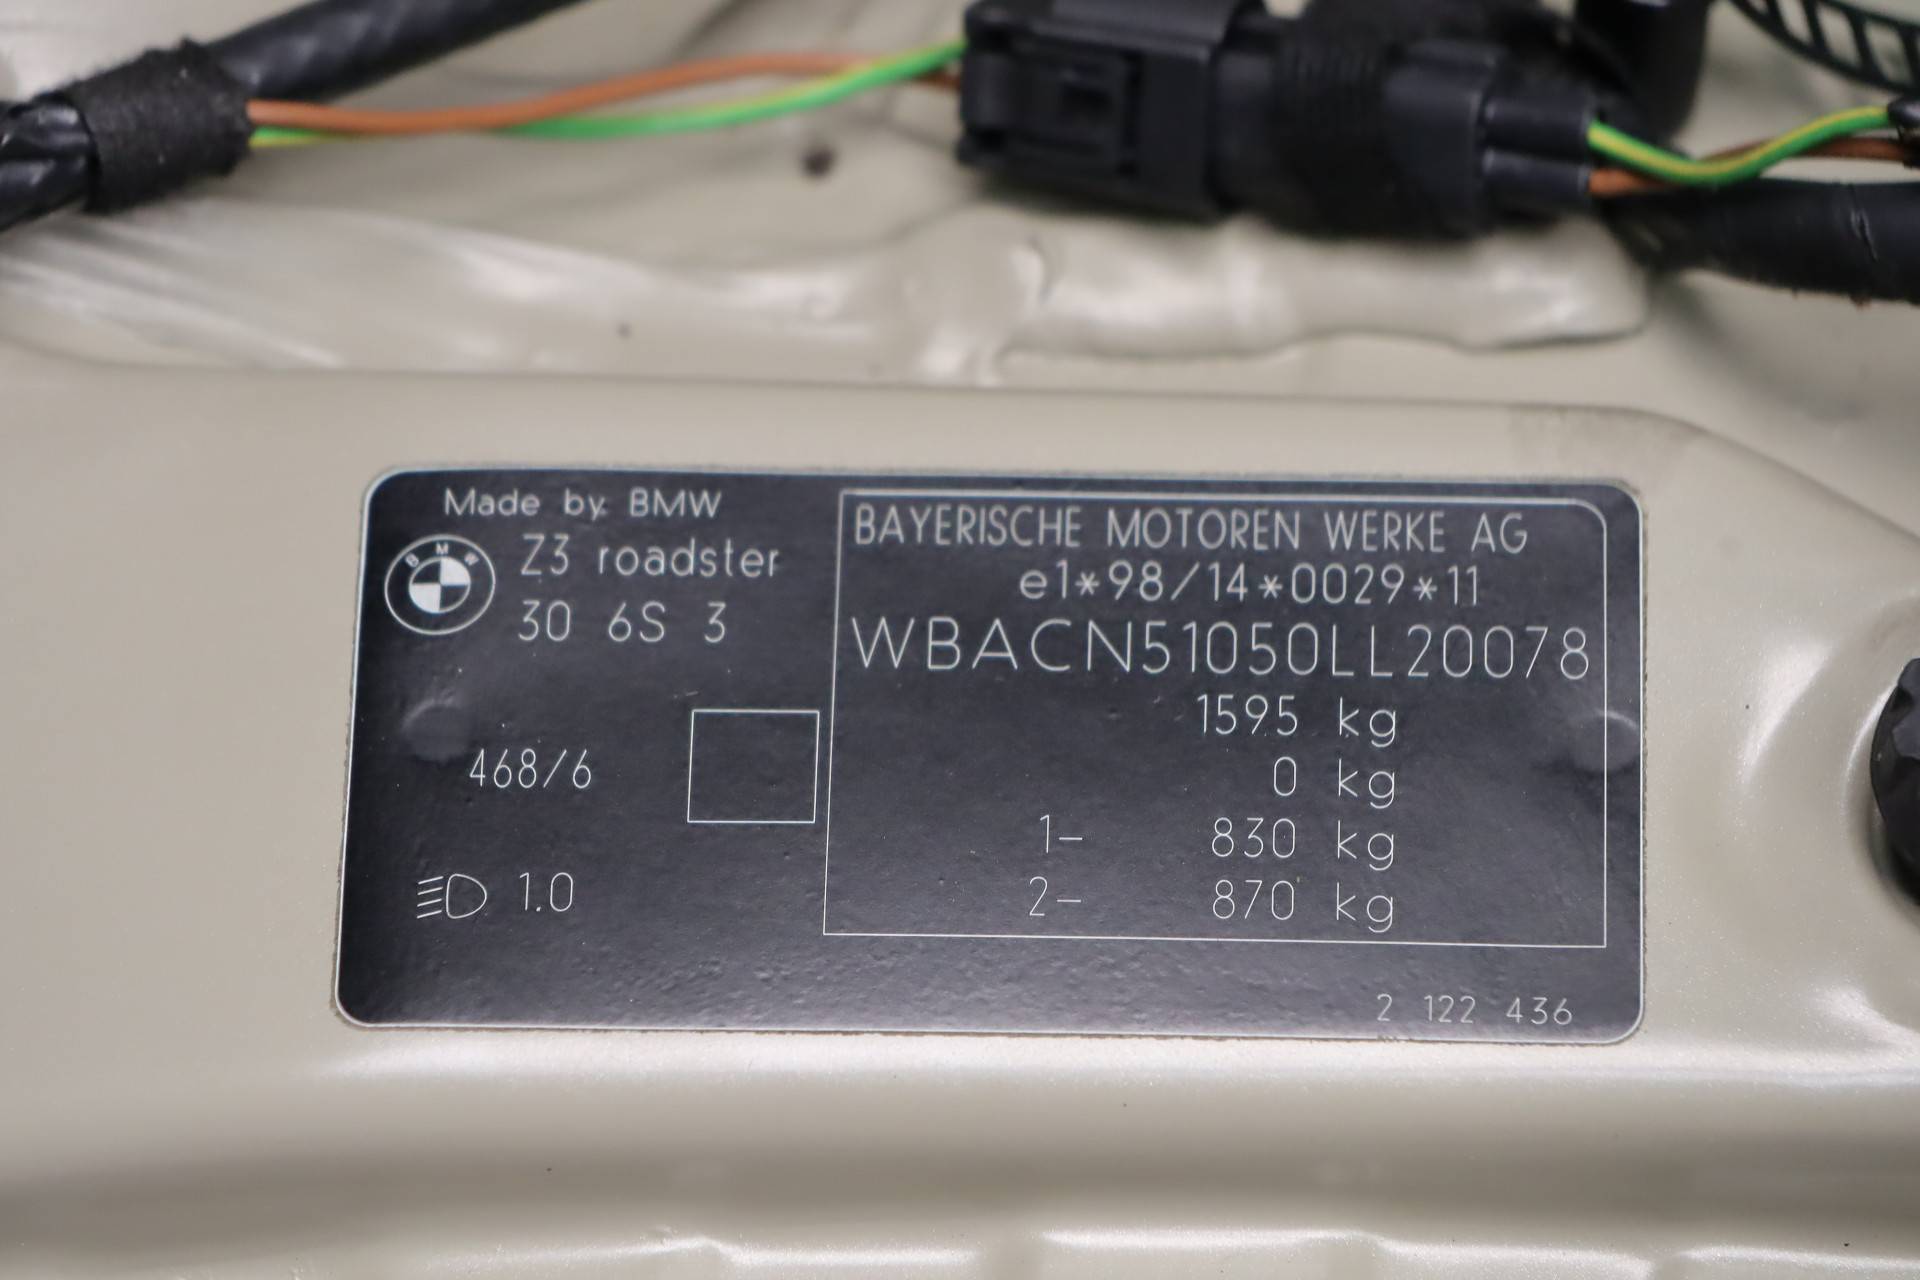 Made by BMW
BMW
Z3 roadster
30 6S 3
468/6
1.0
BAYERISCHE MOTOREN WERKE AG
e1*98/14*0029*11
WBACN51050LL20078
1595 kg
0 kg
1- 830 kg
2- 870 kg
2 122 436